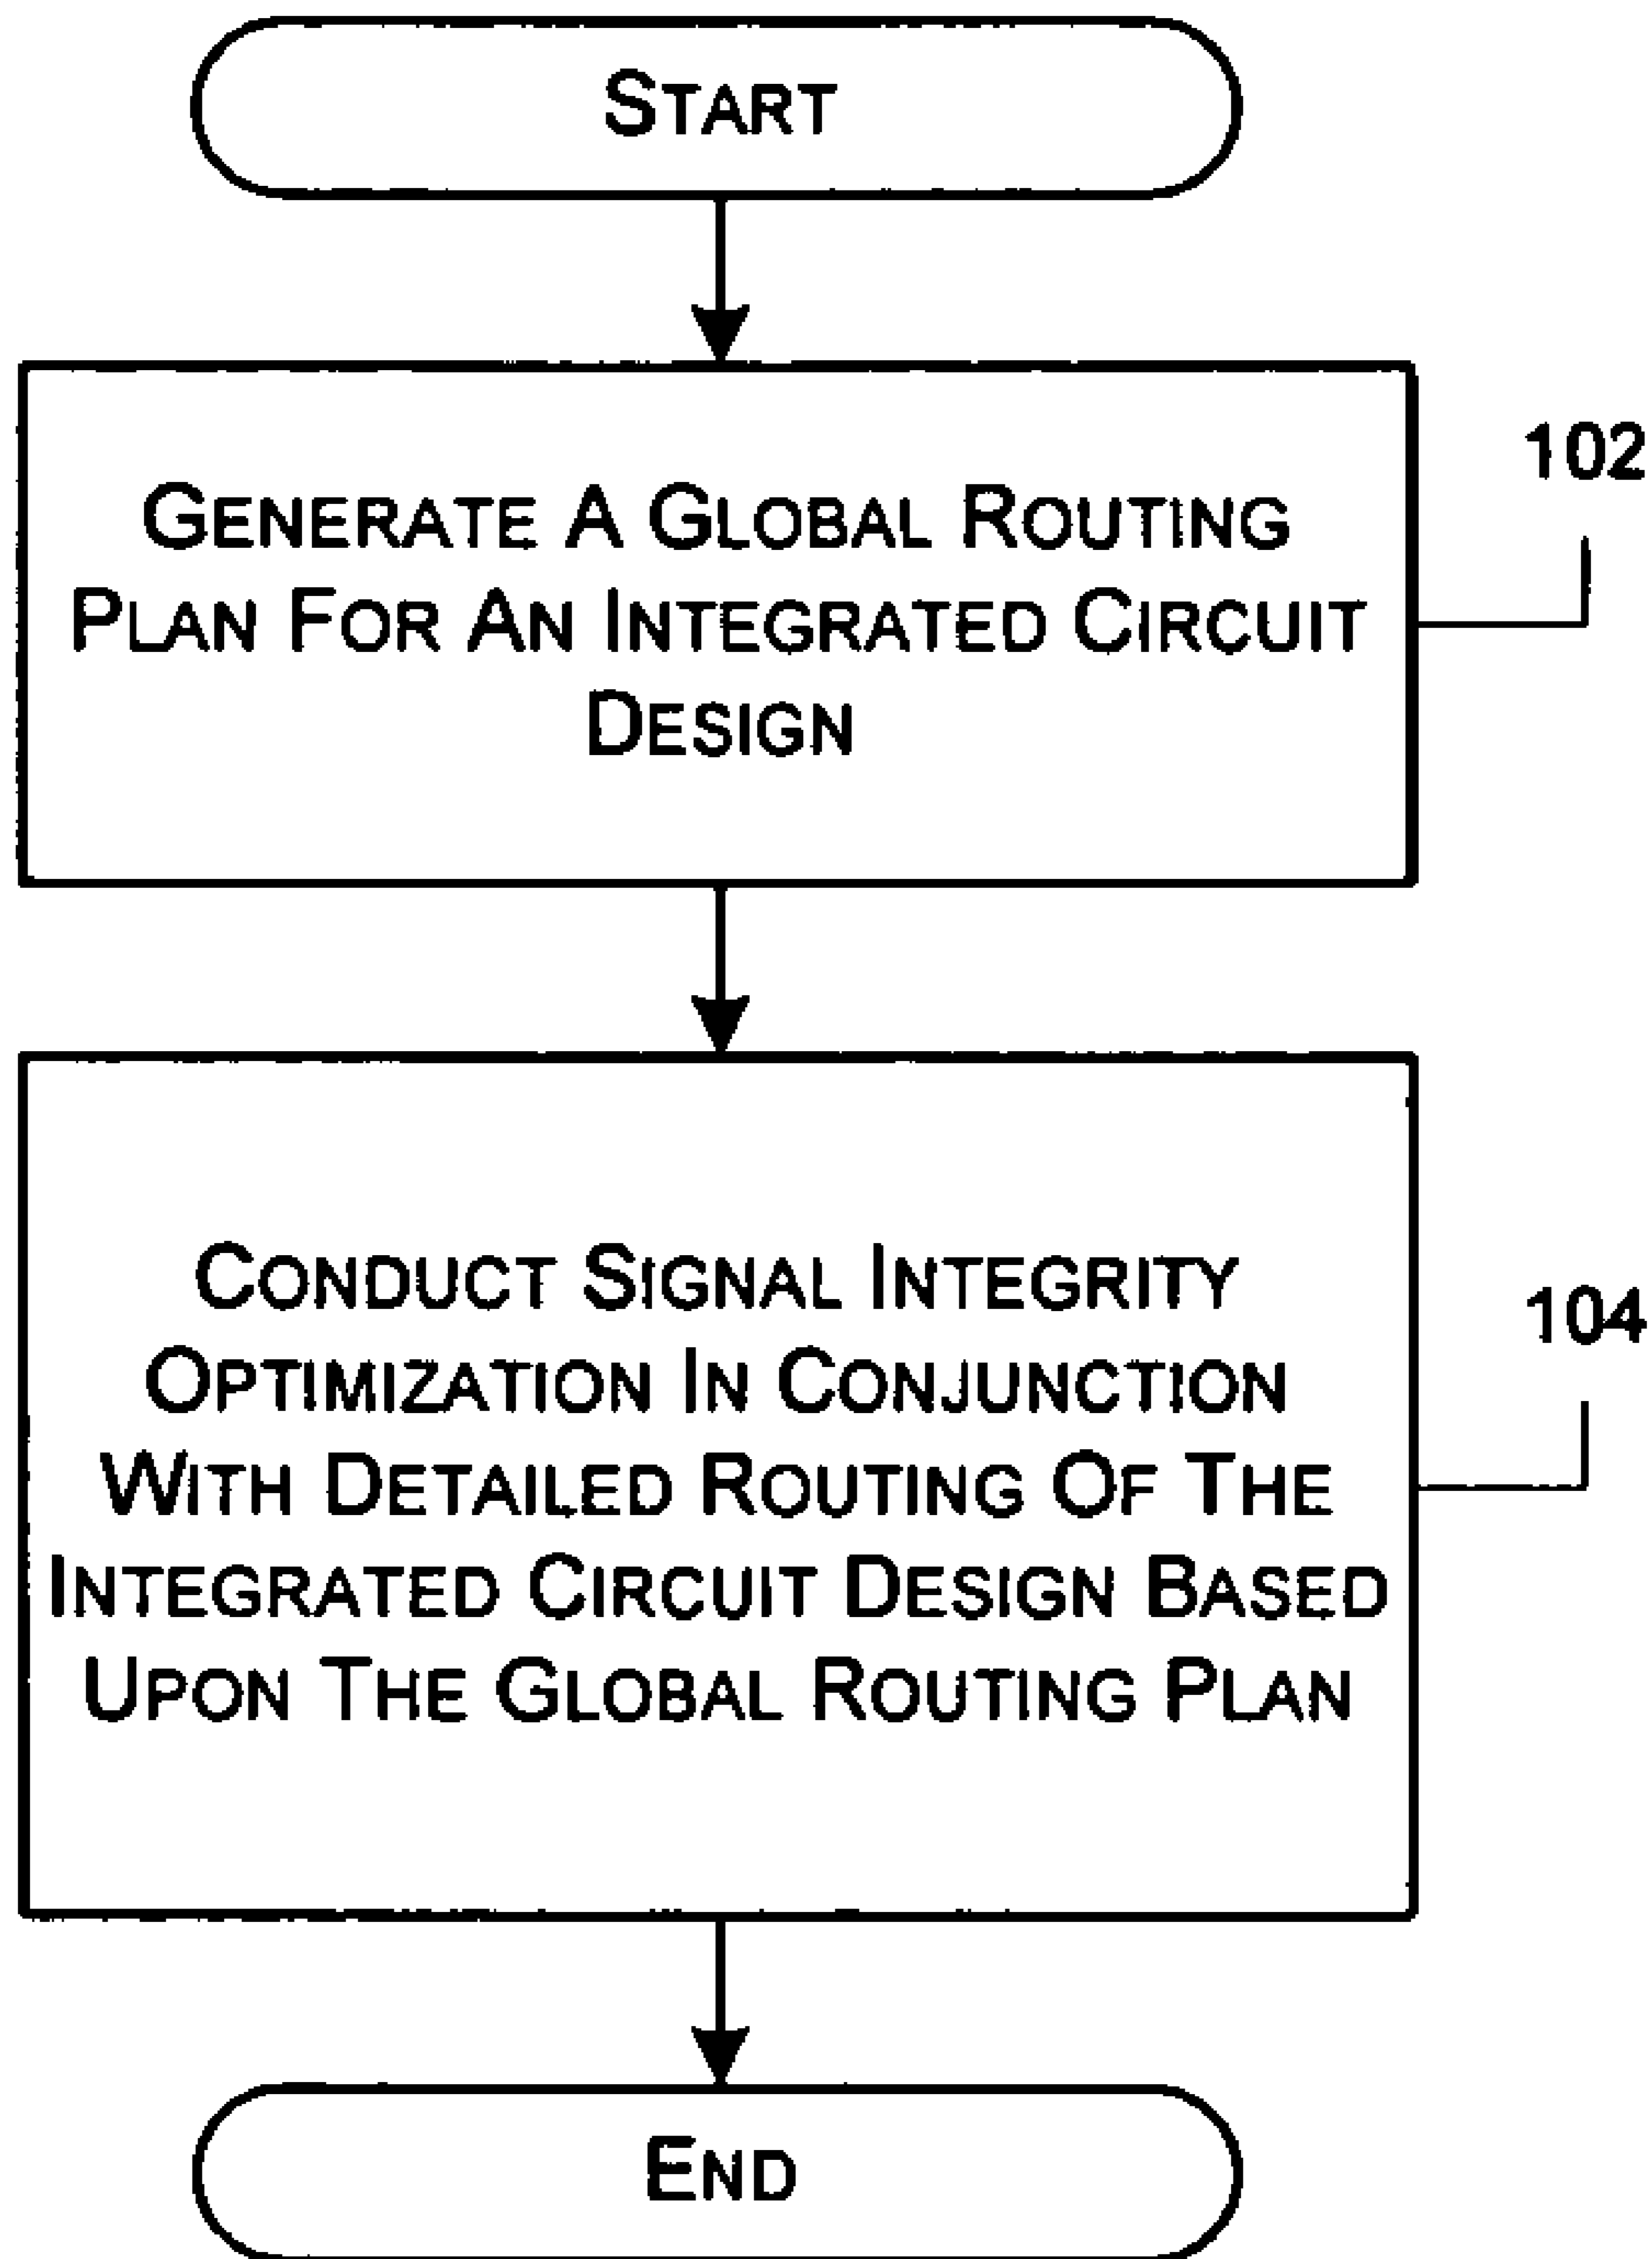 START
GENERATE A GLOBAL ROUTING
PLAN FOR AN INTEGRATED CIRCUIT
DESIGN
102
CONDUCT SIGNAL INTEGRITY
OPTIMIZATION IN CONJUNCTION
WITH DETAILED ROUTING OF THE
INTEGRATED CIRCUIT DESIGN BASED
UPON THE GLOBAL ROUTING PLAN
104
END